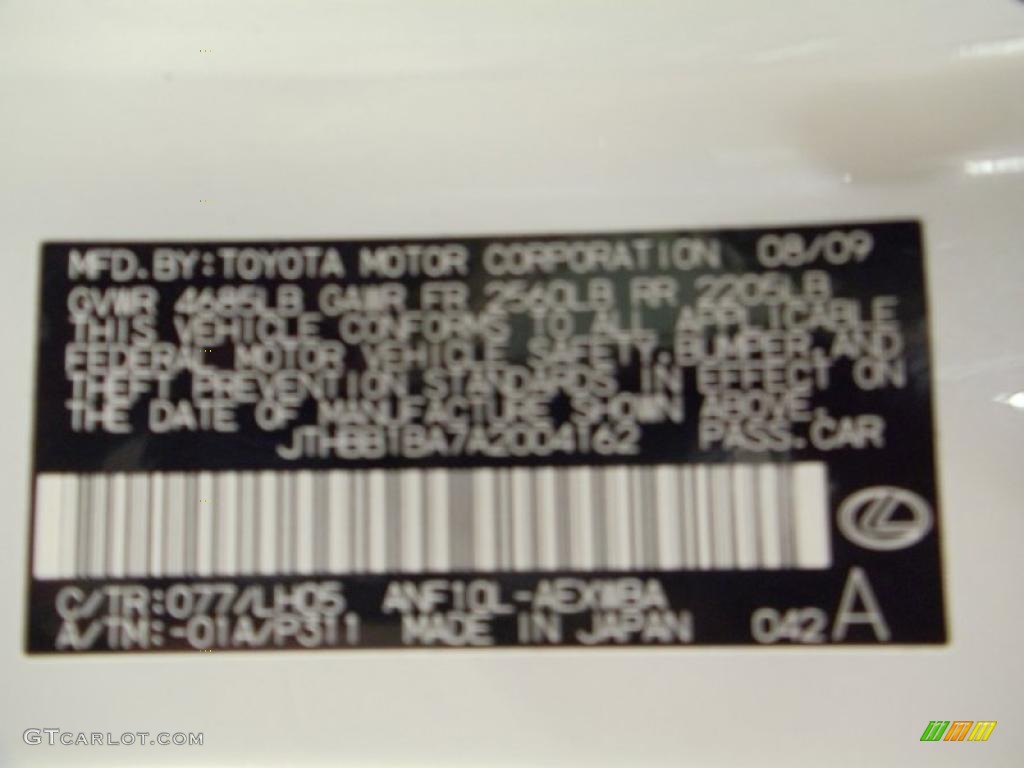 MFD.BY:TOYOTA MOTOR CORPORATION 08/09
GVWR 4685LB GAWR FR 2560LB RR 2205LB
THIS VEHICLE CONFORMS TO ALL APPLICABLE
FEDERAL MOTOR VEHICLE SAFETY,BUMPER,AND
THEFT PREVENTION STANDARDS IN EFFECT ON
THE DATE OF MANUFACTURE SHOWN ABOVE.
JTHBB1BA7A2004162 PASS.CAR
C/TR:077/LH05 ANF10L-AEXMBA
A/TM:-01A/P311 MADE IN JAPAN 042 A
GTCARLOT.COM